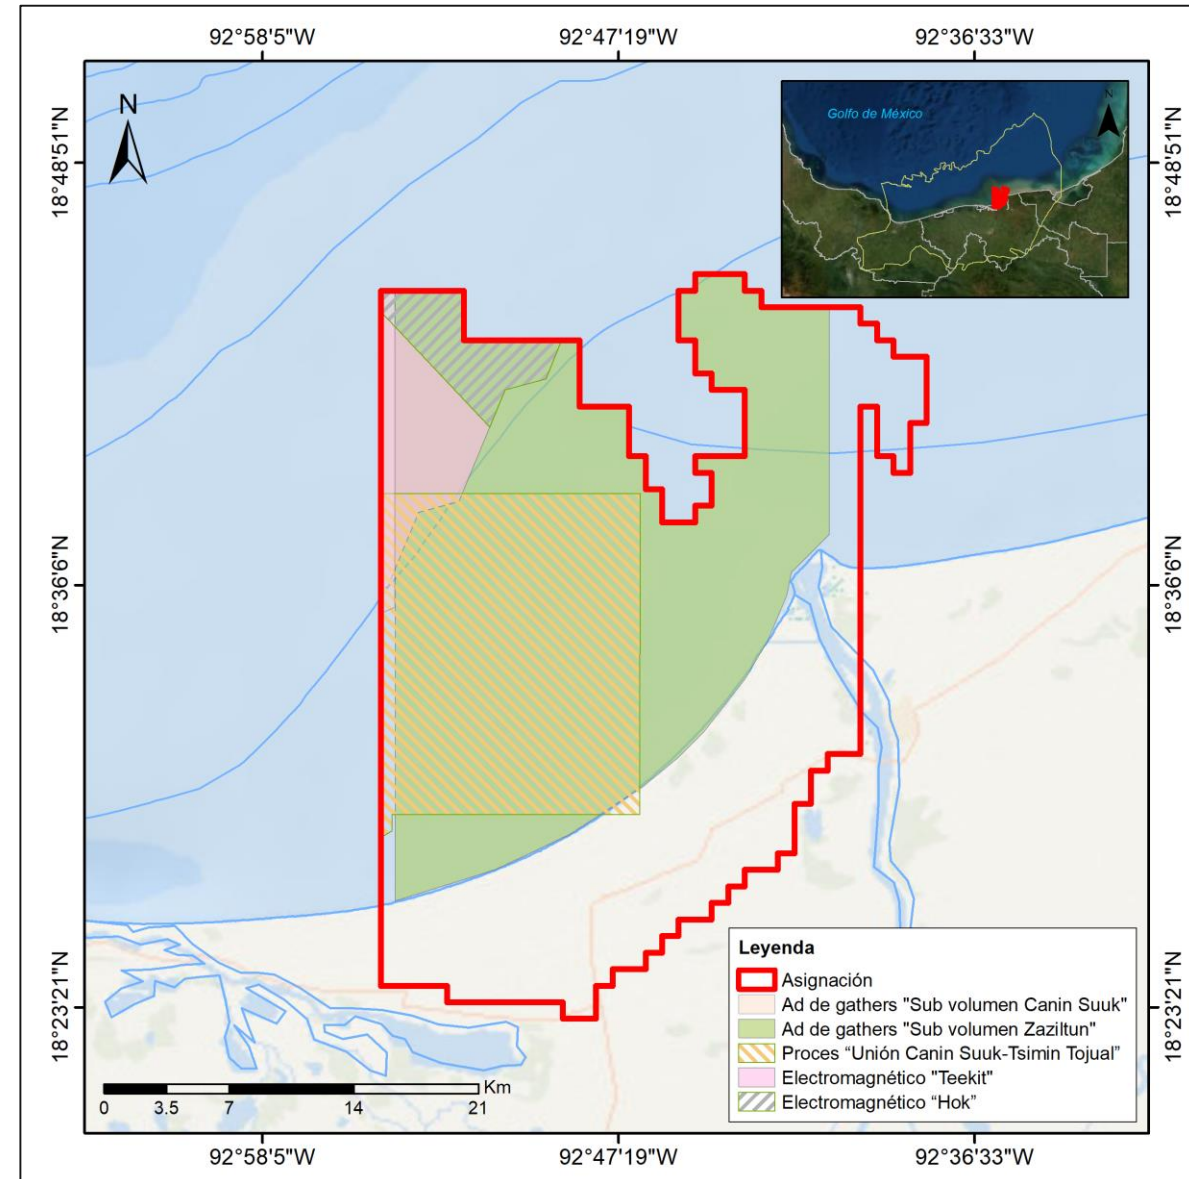 92°58'5"W
92°47'19"W
92°36'33"W
N
Golfo de México
N
18°48'51"N
18°48'51"N
18°36'6"N
18°36'6"N
18°23'21"N
18°23'21"N
Leyenda
Asignación
Ad de gathers "Sub volumen Canin Suuk"
Ad de gathers "Sub volumen Zaziltun"
Proces “Unión Canin Suuk-Tsimin Tojual”
Electromagnético "Teekit"
Electromagnético “Hok”
Km
0 3.5 7 14 21
92°58'5"W
92°47'19"W
92°36'33"W